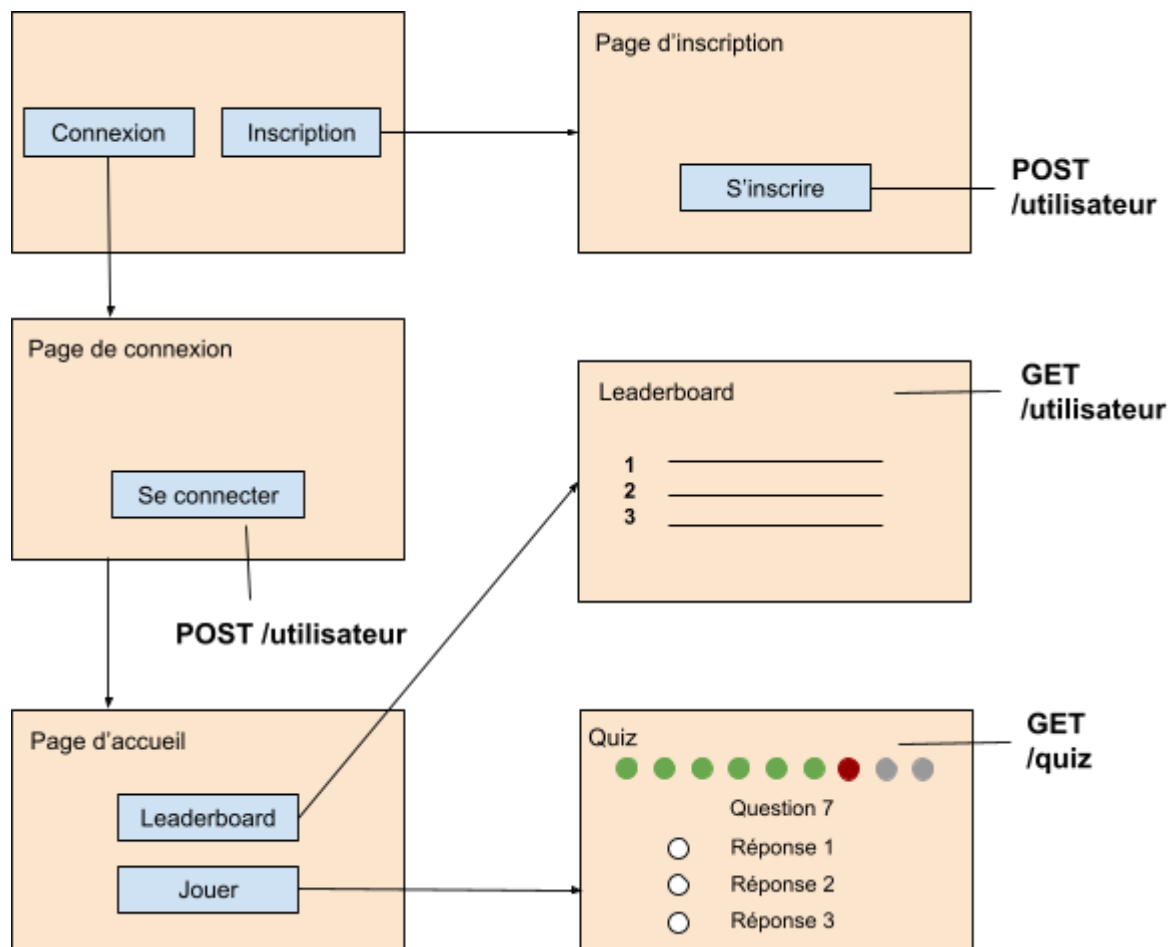 Page d'inscription
Connexion
Inscription
S'inscrire
POST
/utilisateur
Page de connexion
Se connecter
POST /utilisateur
Leaderboard
1
2
3
GET
/utilisateur
Page d'accueil
Leaderboard
Jouer
Quiz
Question 7
Réponse 1
Réponse 2
Réponse 3
GET
/quiz